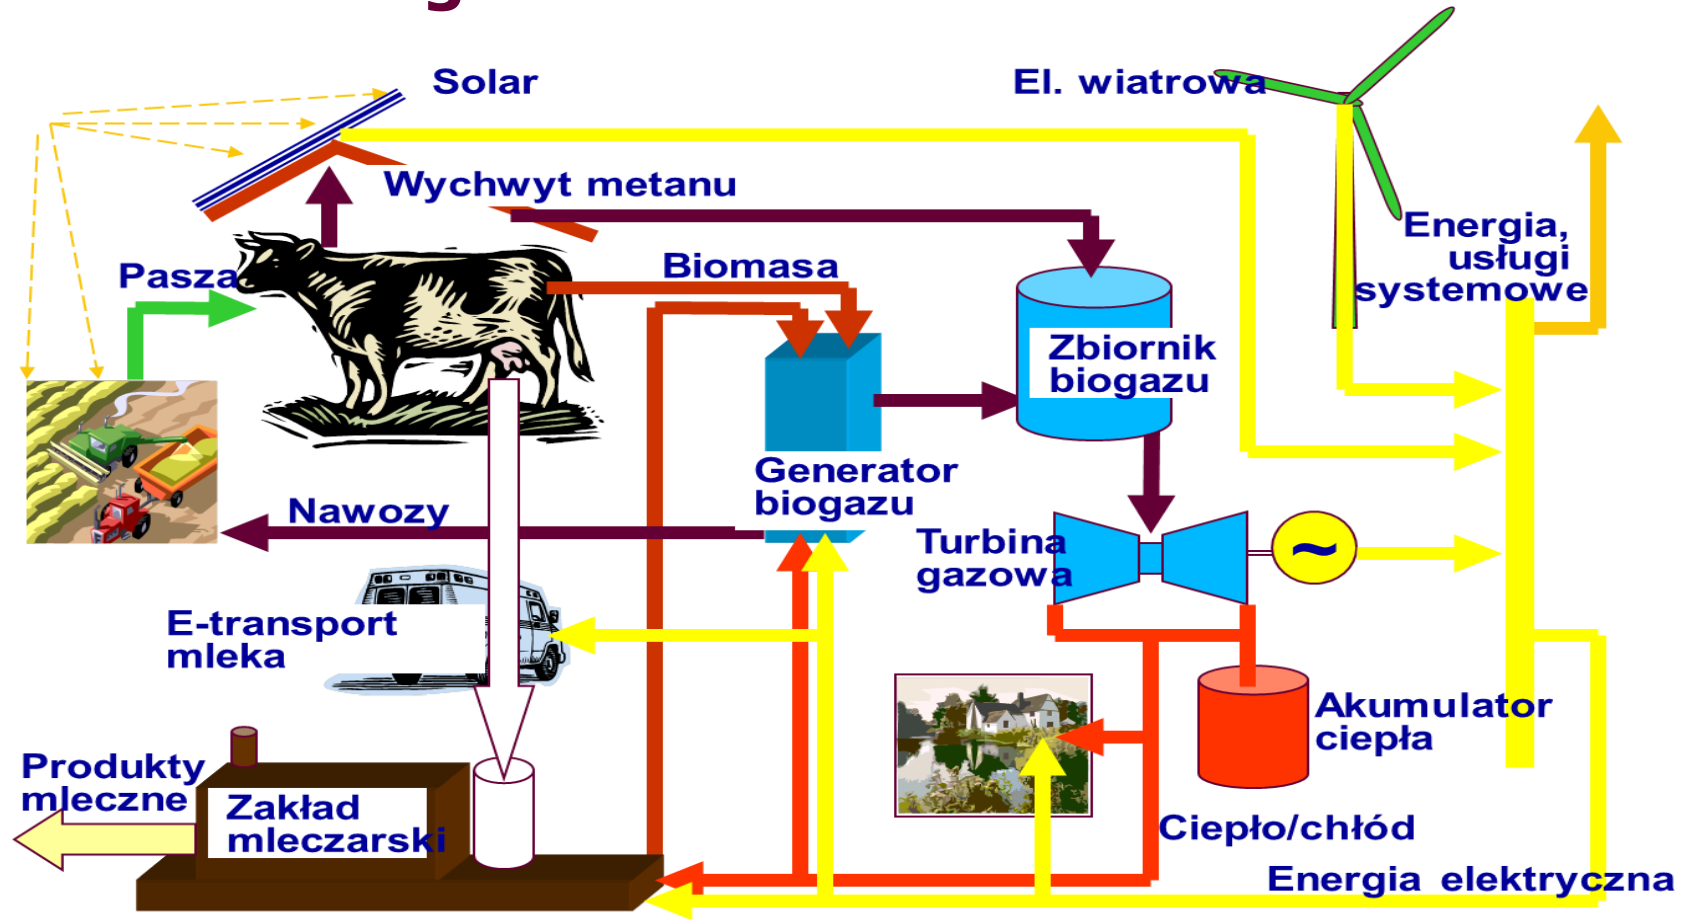 Solar
El. wiatrowa
Wychwyt metanu
Energia,
usługi
systemowe
Pasza
Biomasa
Zbiornik
biogazu
Generator
biogazu
Nawozy
Turbina
gazowa
~
E-transport
mleka
Akumulator
ciepła
Produkty
mleczne
Zakład
mleczarski
Ciepło/chłód
Energia elektryczna